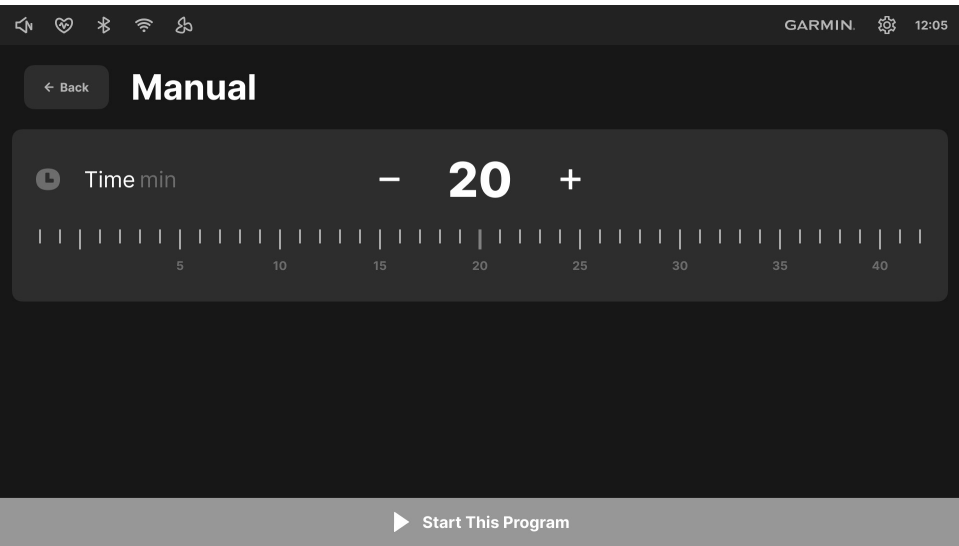 GARMIN. 12:05
← Back Manual
Time min − 20 +
5 10 15 20 25 30 35 40
Start This Program